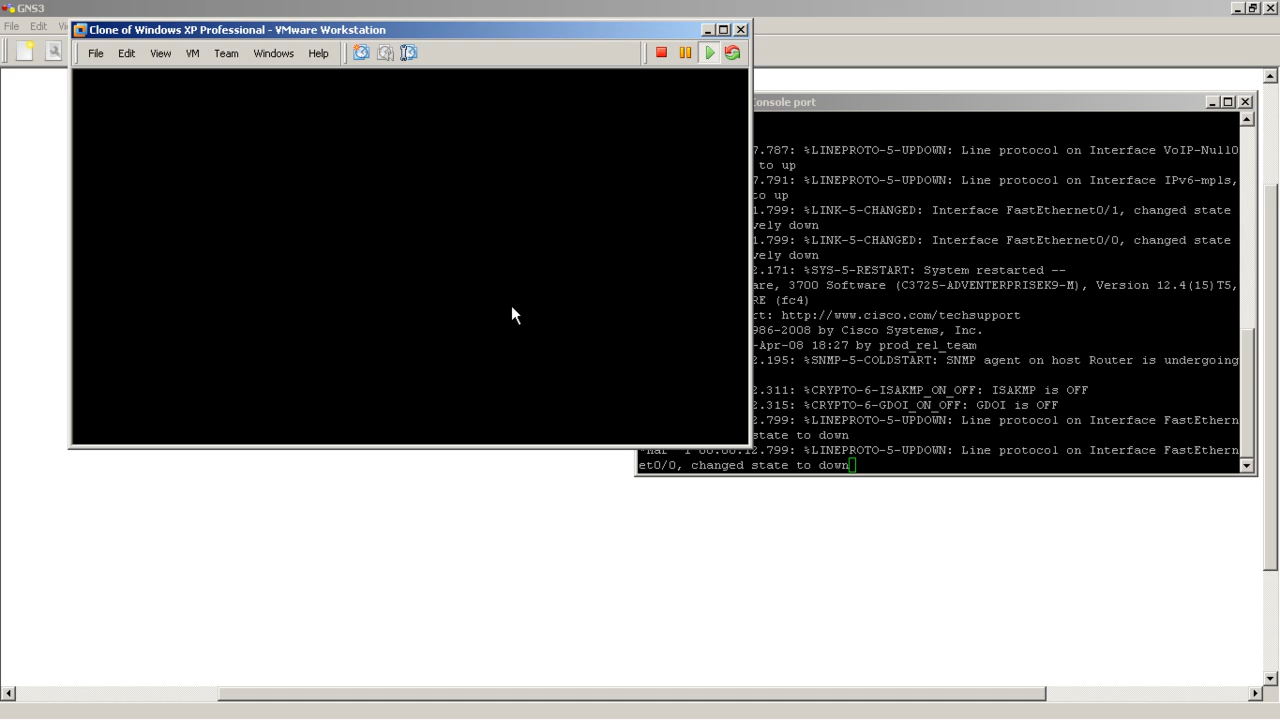 GNS3
File Edit
Clone of Windows XP Professional - VMware Workstation
File Edit View VM Team Windows Help
Console port
7.787: %LINEPROTO-5-UPDOWN: Line protocol on Interface VoIP-Null0
to up
7.791: %LINEPROTO-5-UPDOWN: Line protocol on Interface IPv6-mpls,
to up
1.799: %LINK-5-CHANGED: Interface FastEthernet0/1, changed state
vely down
1.799: %LINK-5-CHANGED: Interface FastEthernet0/0, changed state
vely down
2.171: %SYS-5-RESTART: System restarted --
are, 3700 Software (C3725-ADVENTERPRISEK9-M), Version 12.4(15)T5,
RE (fc4)
rt: http://www.cisco.com/techsupport
986-2008 by Cisco Systems, Inc.
-Apr-08 18:27 by prod_rel_team
2.195: %SNMP-5-COLDSTART: SNMP agent on host Router is undergoing
2.311: %CRYPTO-6-ISAKMP_ON_OFF: ISAKMP is OFF
2.315: %CRYPTO-6-GDOI_ON_OFF: GDOI is OFF
2.799: %LINEPROTO-5-UPDOWN: Line protocol on Interface FastEthern
state to down
12.799: %LINEPROTO-5-UPDOWN: Line protocol on Interface FastEthern
et0/0, changed state to down